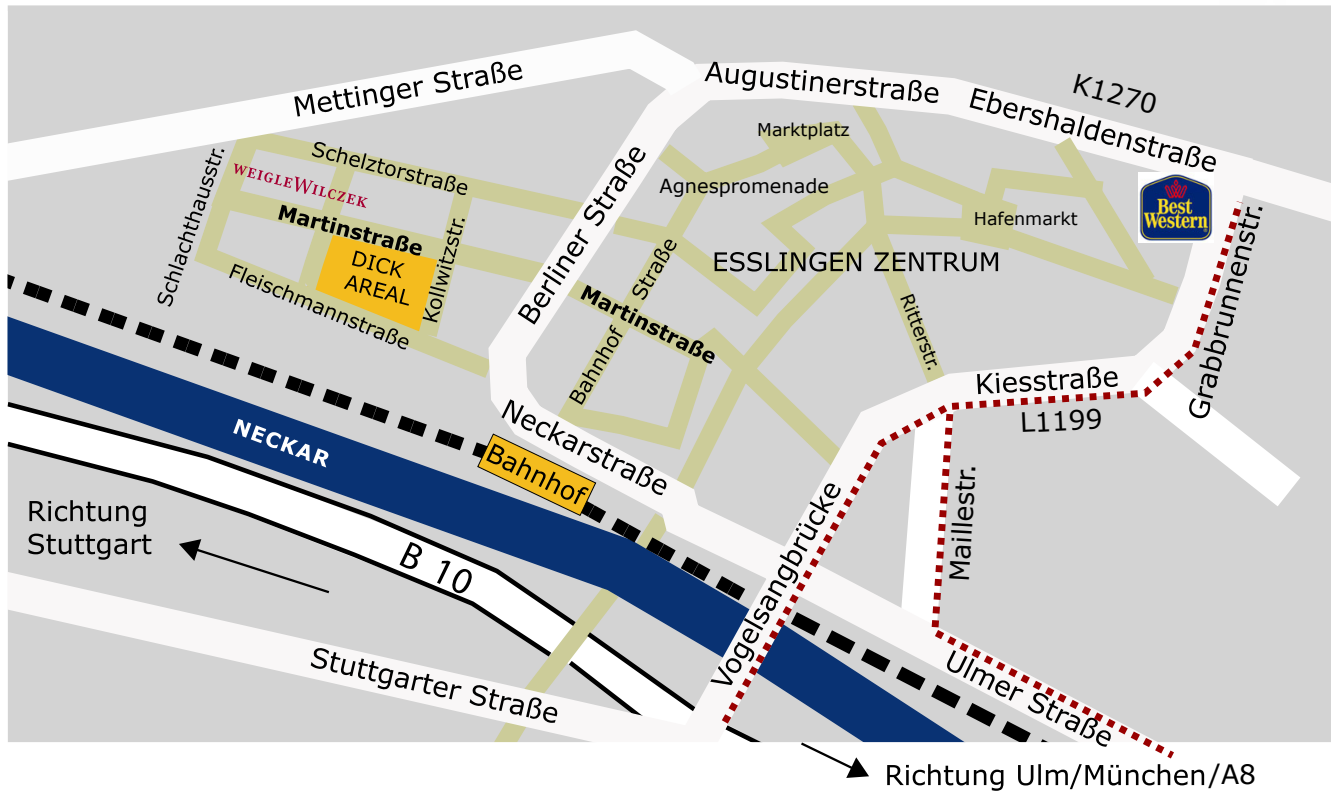 Mettinger Straße
Augustinerstraße
K1270
Ebershaldenstraße
Marktplatz
Schelztorstraße
Schlachthausstr.
WEIGLEWILCZEK
Agnespromenade
Berliner Straße
Best
Western
Martinstraße
Hafenmarkt
Kollwitzstr.
DICK
AREAL
Fleischmannstraße
ESSLINGEN ZENTRUM
Bahnhof Straße
Martinstraße
Ritterstr.
Grabbrunnenstr.
Kiesstraße
L1199
Neckarstraße
NECKAR
Bahnhof
Vogelsangbrücke
Maillestr.
Richtung
Stuttgart
B 10
Stuttgarter Straße
Ulmer Straße
Richtung Ulm/München/A8